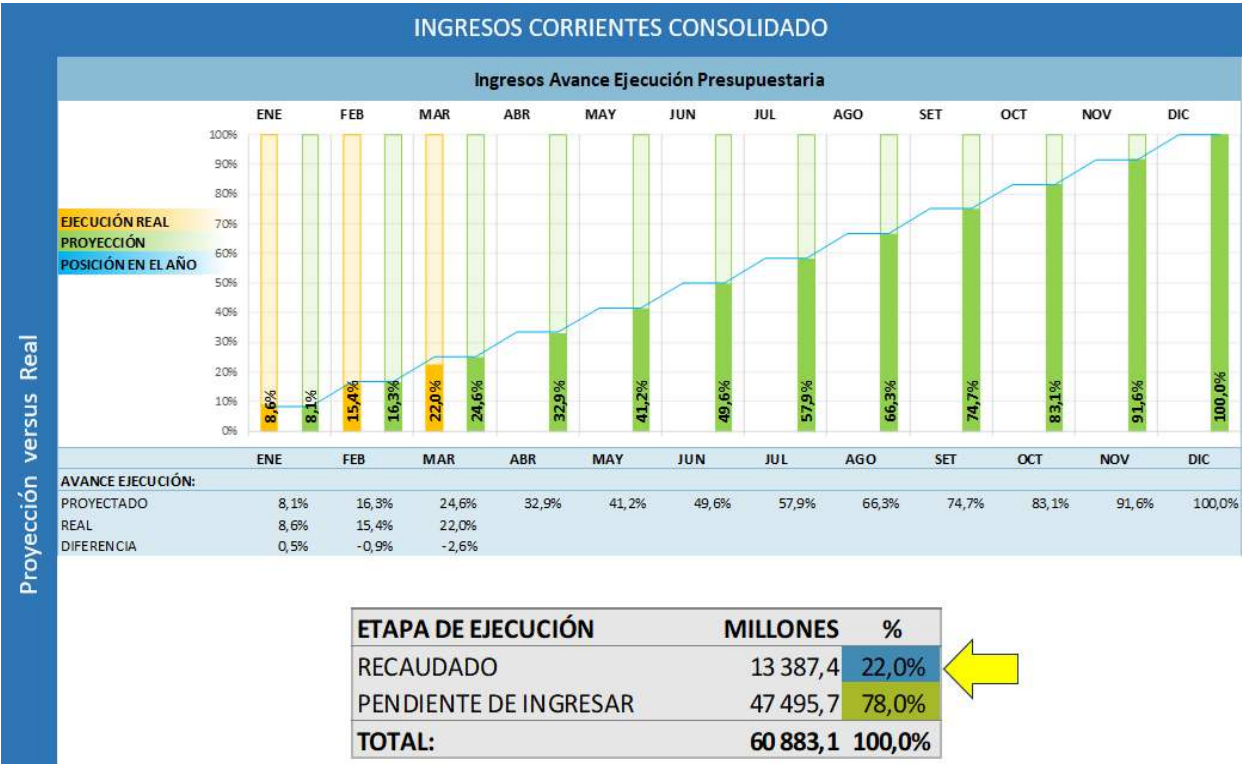 INGRESOS CORRIENTES CONSOLIDADO
Proyección versus Real
Ingresos Avance Ejecución Presupuestaria
ENE FEB MAR ABR MAY JUN JUL AGO SET OCT NOV DIC
100%
90%
80%
70%
60%
50%
40%
30%
20%
10%
0%
EJECUCIÓN REAL
PROYECCIÓN
POSICIÓN EN EL AÑO
8,6% 8,1% 15,4% 16,3% 22,0% 24,6% 32,9% 41,2% 49,6% 57,9% 66,3% 74,7% 83,1% 91,6% 100,0%
ENE FEB MAR ABR MAY JUN JUL AGO SET OCT NOV DIC
AVANCE EJECUCIÓN:
PROYECTADO 8,1% 16,3% 24,6% 32,9% 41,2% 49,6% 57,9% 66,3% 74,7% 83,1% 91,6% 100,0%
REAL 8,6% 15,4% 22,0%
DIFERENCIA 0,5% -0,9% -2,6%
ETAPA DE EJECUCIÓN MILLONES %
RECAUDADO 13 387,4 22,0%
PENDIENTE DE INGRESAR 47 495,7 78,0%
TOTAL: 60 883,1 100,0%